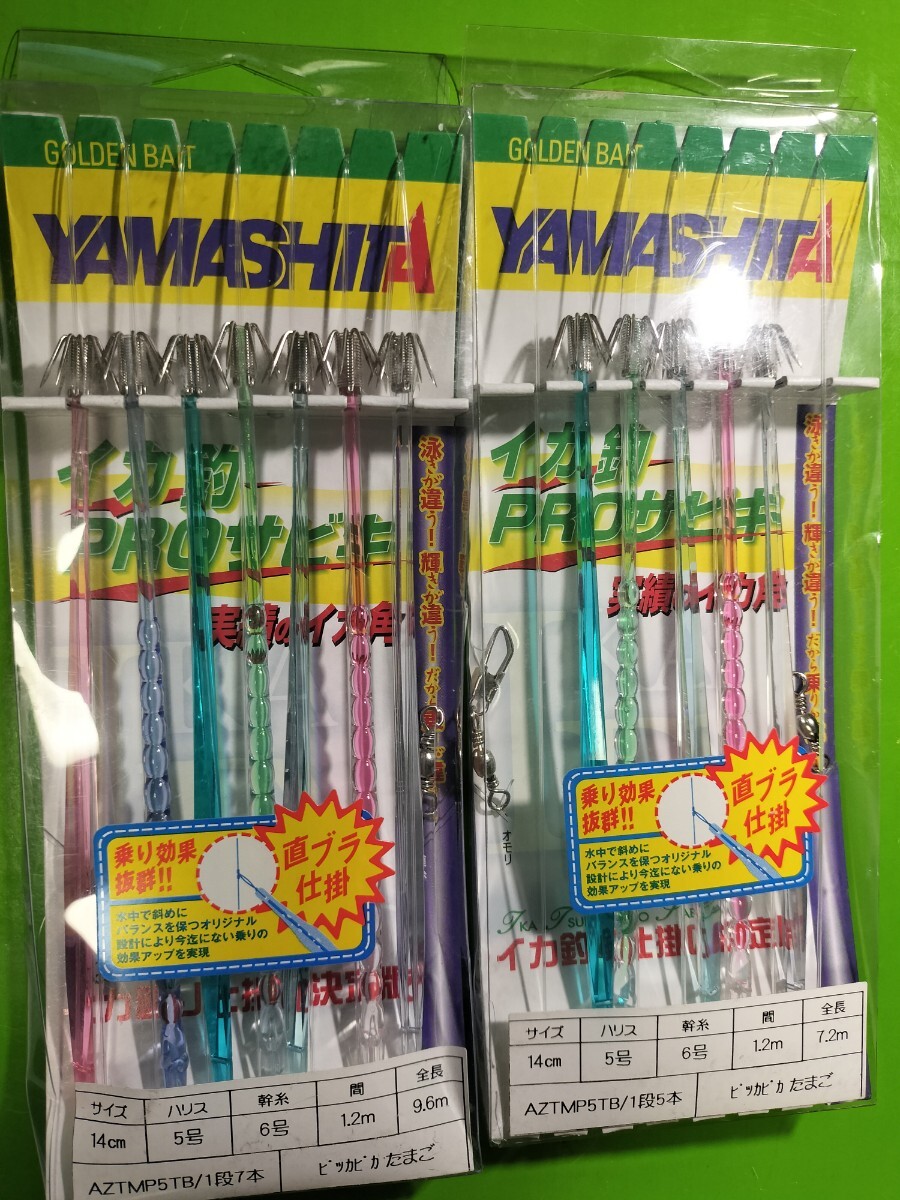 GOLDEN BAIT
YAMASHITA
イカ釣
PROサビキ
実績のイカ角
泳ぎが違う!輝きが違う!だから
乗り効果
抜群!!
直ブラ
仕掛
水中で斜めに
バランスを保つオリジナル
設計により今迄にない乗りの
効果アップを実現
サイズ ハリス 幹糸 間 全長
14cm 5号 6号 1.2m 9.6m
AZTMP5TB/1段7本 ピッカピカたまご
GOLDEN BAIT
YAMASHITA
イカ釣
PROサビキ
実績のイカ角
泳ぎが違う!輝きが違う!だから乗り
オモリ
乗り効果
抜群!!
直ブラ
仕掛
水中で斜めに
バランスを保つオリジナル
設計により今迄にない乗りの
効果アップを実現
イカ釣 仕掛
サイズ ハリス 幹糸 間 全長
14cm 5号 6号 1.2m 7.2m
AZTMP5TB/1段5本 ピッカピカたまご